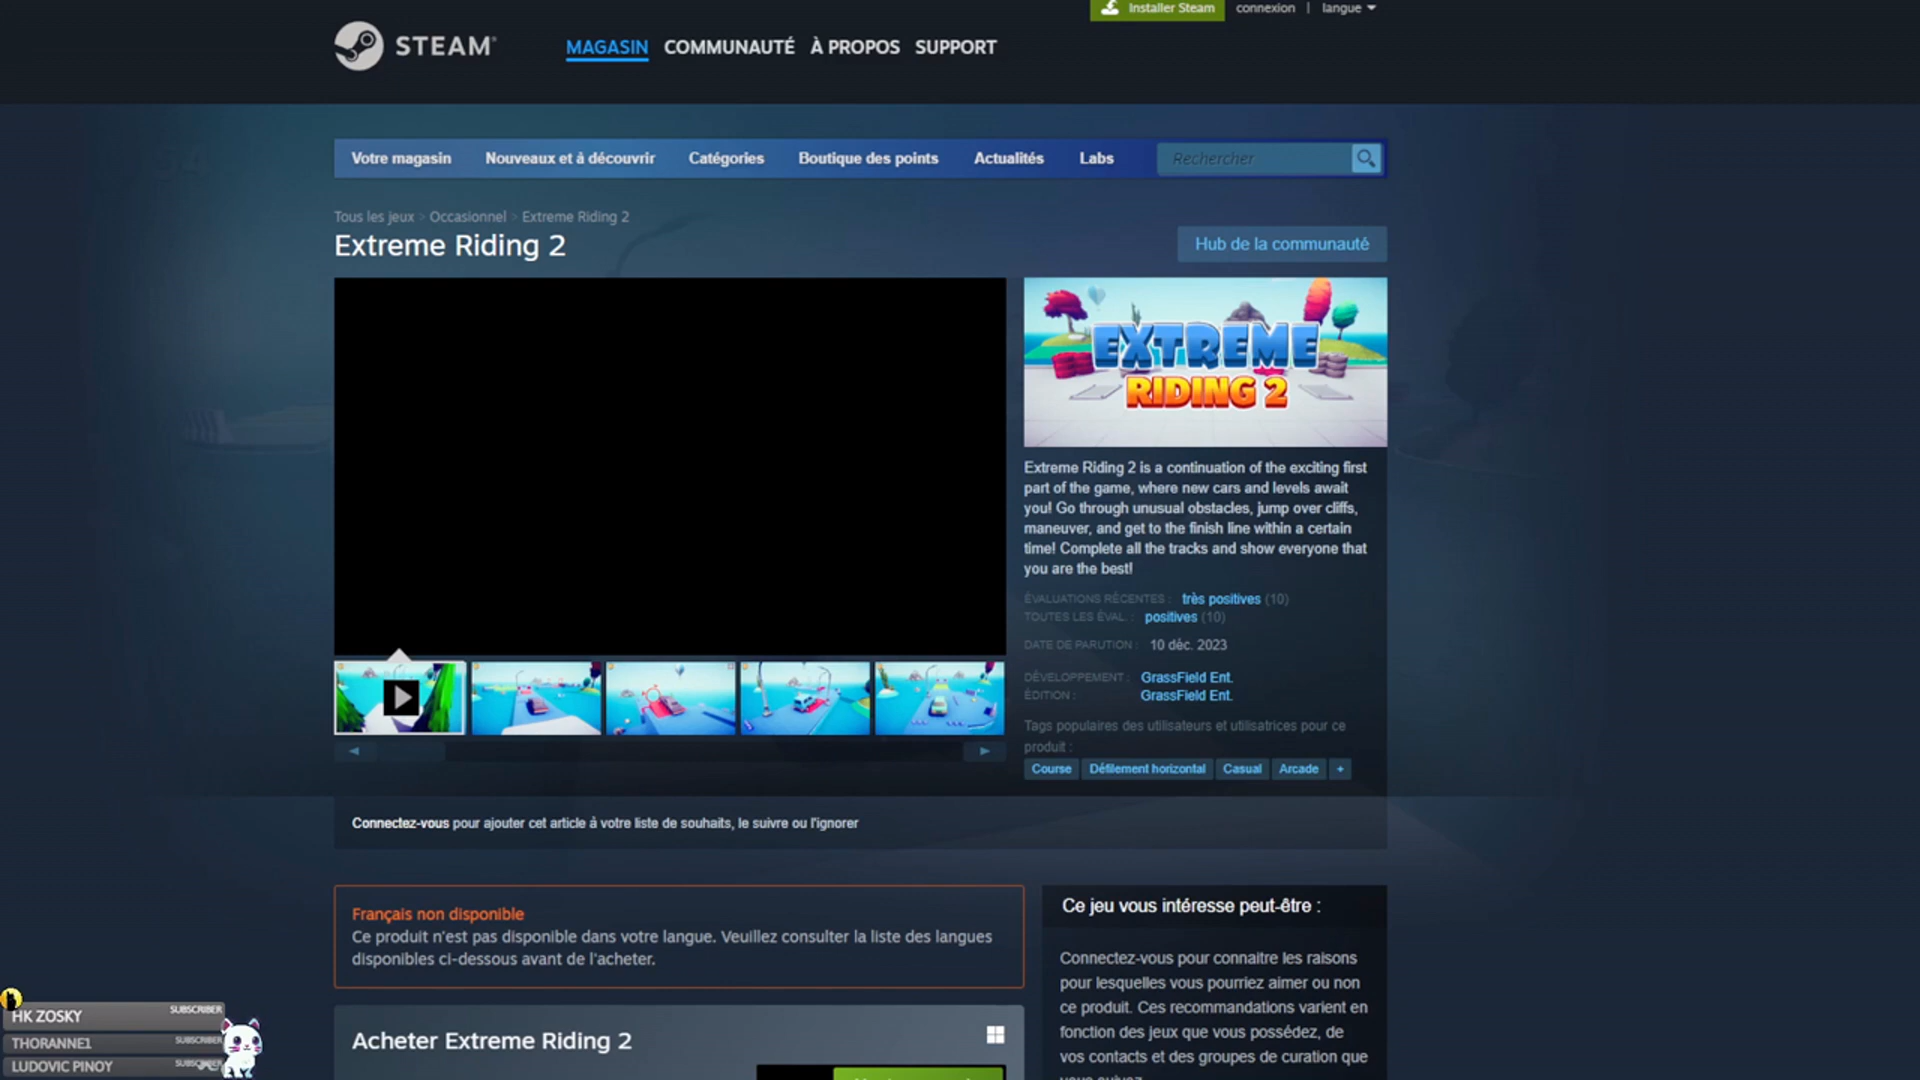 Installer Steam connexion | langue
STEAM®
MAGASIN COMMUNAUTÉ À PROPOS SUPPORT
Votre magasin Nouveaux et à découvrir Catégories Boutique des points Actualités Labs Rechercher
Tous les jeux > Occasionnel > Extreme Riding 2
Extreme Riding 2
Hub de la communauté
EXTREME
RIDING 2
Extreme Riding 2 is a continuation of the exciting first
part of the game, where new cars and levels await
you! Go through unusual obstacles, jump over cliffs,
maneuver, and get to the finish line within a certain
time! Complete all the tracks and show everyone that
you are the best!
ÉVALUATIONS RÉCENTES : très positives (10)
TOUTES LES ÉVAL. : positives (10)
DATE DE PARUTION : 10 déc. 2023
DÉVELOPPEMENT : GrassField Ent.
ÉDITION : GrassField Ent.
Tags populaires des utilisateurs et utilisatrices pour ce
produit :
Course Défilement horizontal Casual Arcade +
Connectez-vous pour ajouter cet article à votre liste de souhaits, le suivre ou l'ignorer
Français non disponible
Ce produit n'est pas disponible dans votre langue. Veuillez consulter la liste des langues
disponibles ci-dessous avant de l'acheter.
Acheter Extreme Riding 2
Ce jeu vous intéresse peut-être :
Connectez-vous pour connaitre les raisons
pour lesquelles vous pourriez aimer ou non
ce produit. Ces recommandations varient en
fonction des jeux que vous possédez, de
vos contacts et des groupes de curation que
HK ZOSKY SUBSCRIBER
THORANNE1 SUBSCRIBER
LUDOVIC PINOY SUBSCRIBER